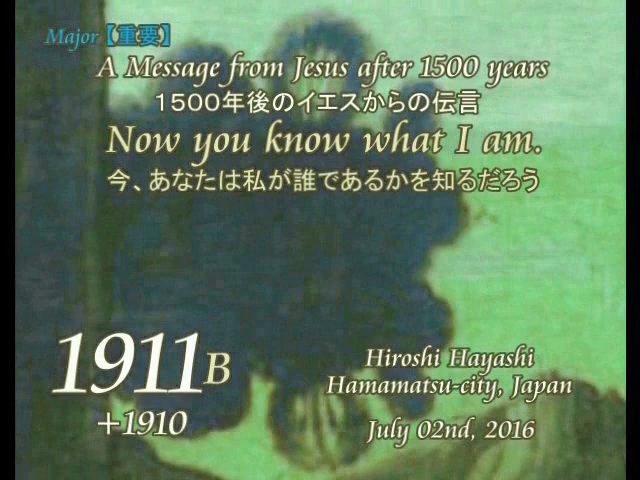 Major 【重要】
A Message from Jesus after 1500 years
1500年後のイエスからの伝言
Now you know what I am.
今、あなたは私が誰であるかを知るだろう
1911B
+1910
Hiroshi Hayashi
Hamamatsu-city, Japan
July 02nd, 2016